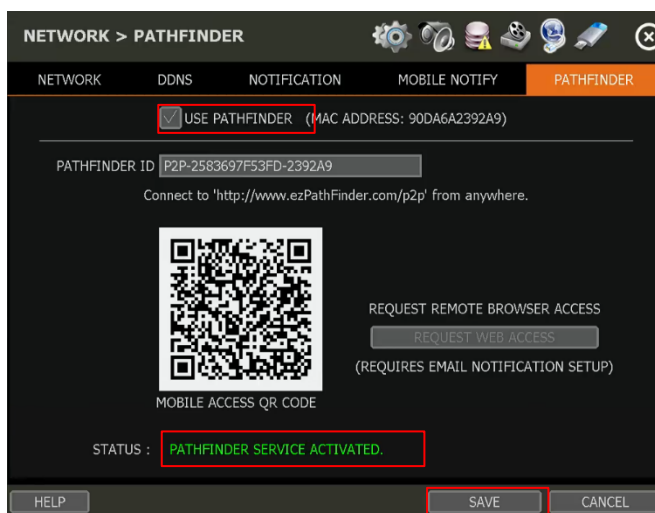 NETWORK > PATHFINDER
NETWORK DDNS NOTIFICATION MOBILE NOTIFY PATHFINDER
USE PATHFINDER (MAC ADDRESS: 90DA6A2392A9)
PATHFINDER ID P2P-2583697F53FD-2392A9
Connect to 'http://www.ezPathFinder.com/p2p' from anywhere.
REQUEST REMOTE BROWSER ACCESS
REQUEST WEB ACCESS
(REQUIRES EMAIL NOTIFICATION SETUP)
MOBILE ACCESS QR CODE
STATUS : PATHFINDER SERVICE ACTIVATED.
HELP SAVE CANCEL